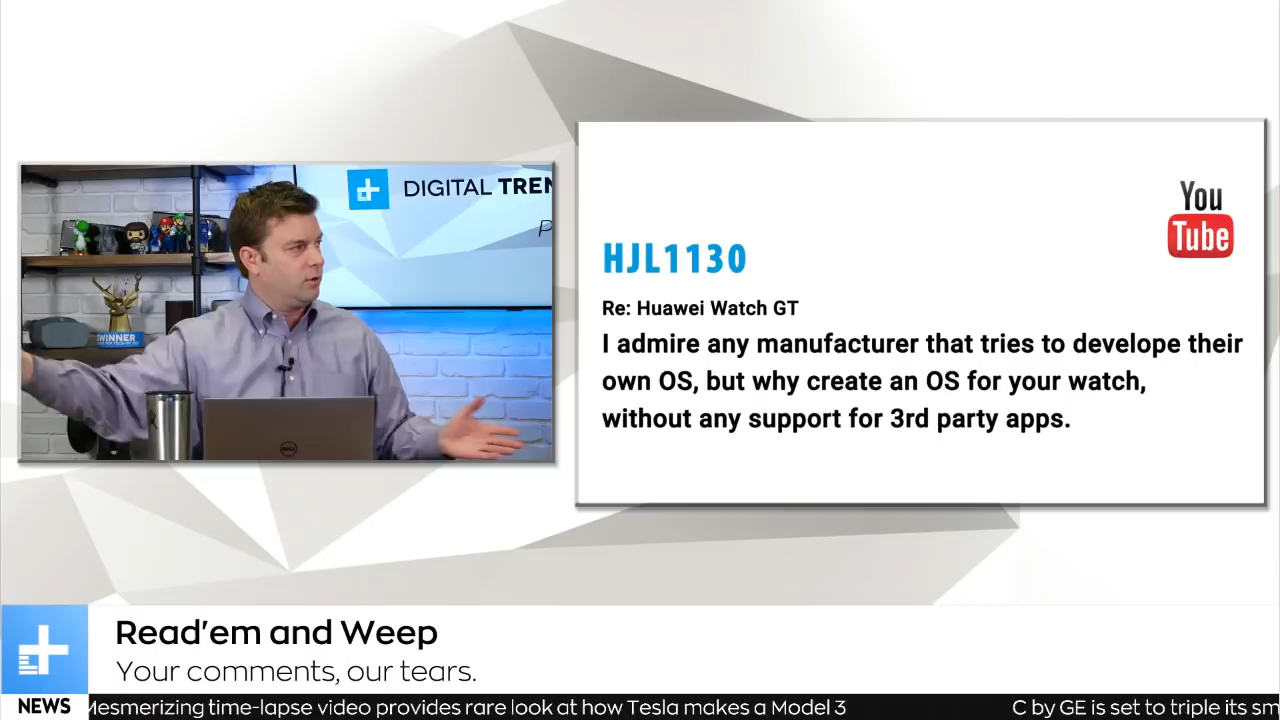 DIGITAL TREN
P
WINNER
DELL
You
Tube
HJL1130
Re: Huawei Watch GT
I admire any manufacturer that tries to develope their
own OS, but why create an OS for your watch,
without any support for 3rd party apps.
Read'em and Weep
Your comments, our tears.
NEWS Mesmerizing time-lapse video provides rare look at how Tesla makes a Model 3 C by GE is set to triple its sm